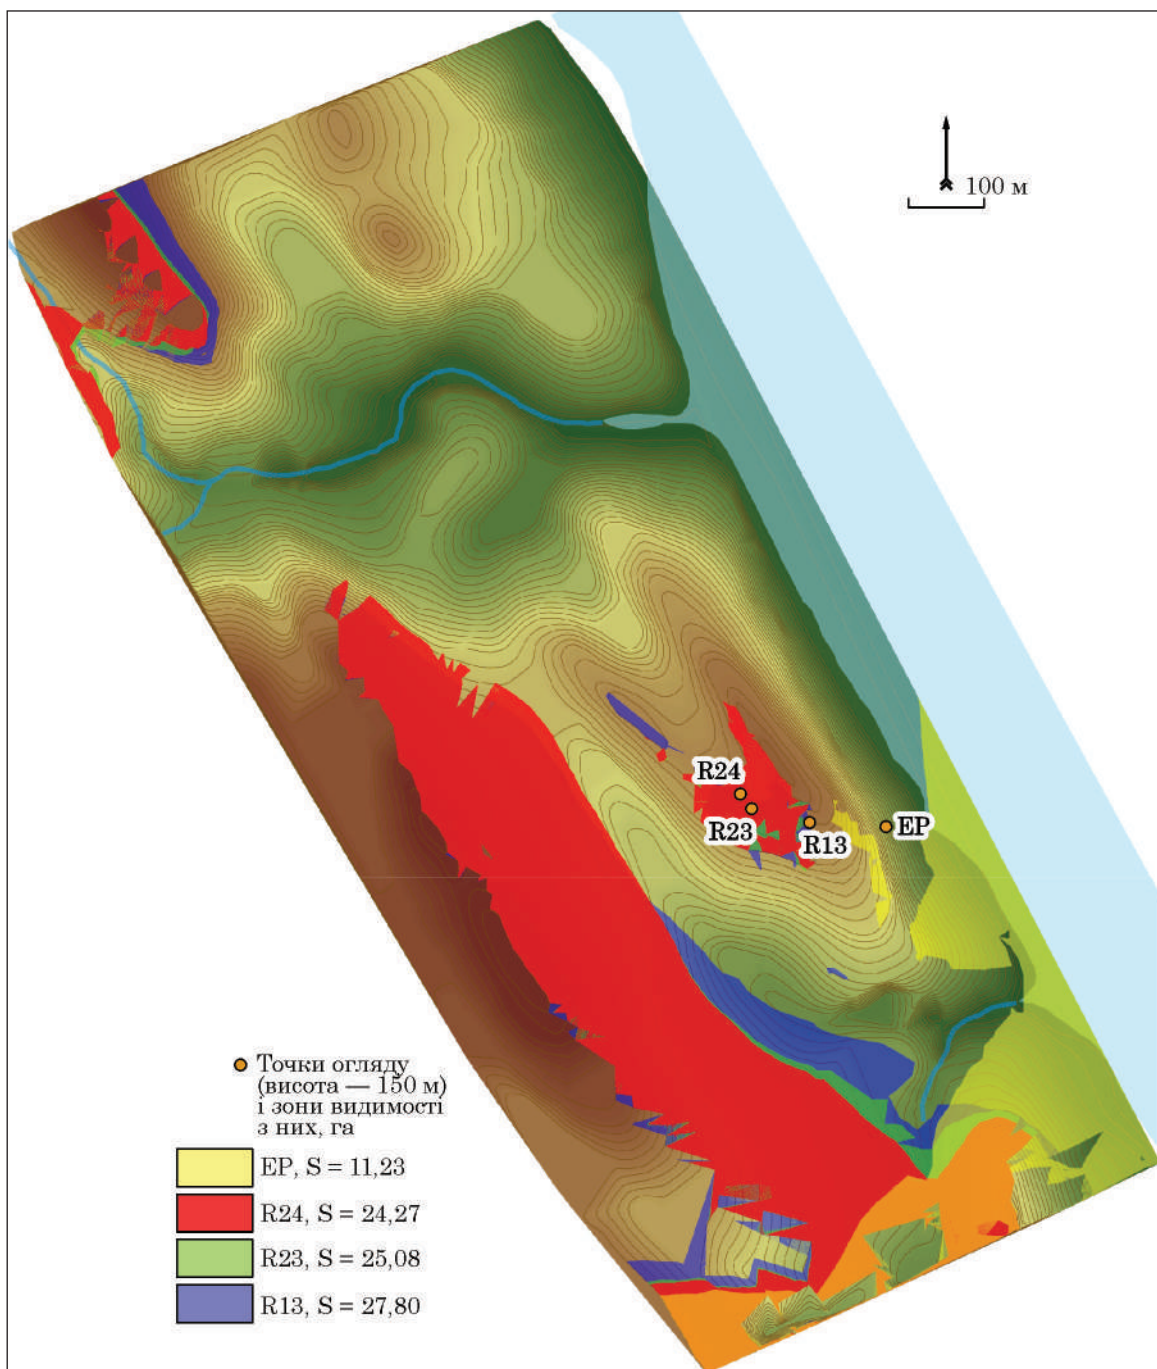 100 м
R24
R23
R13
EP
Точки огляду
(висота — 150 м)
і зони видимості
з них, га
EP, S = 11,23
R24, S = 24,27
R23, S = 25,08
R13, S = 27,80